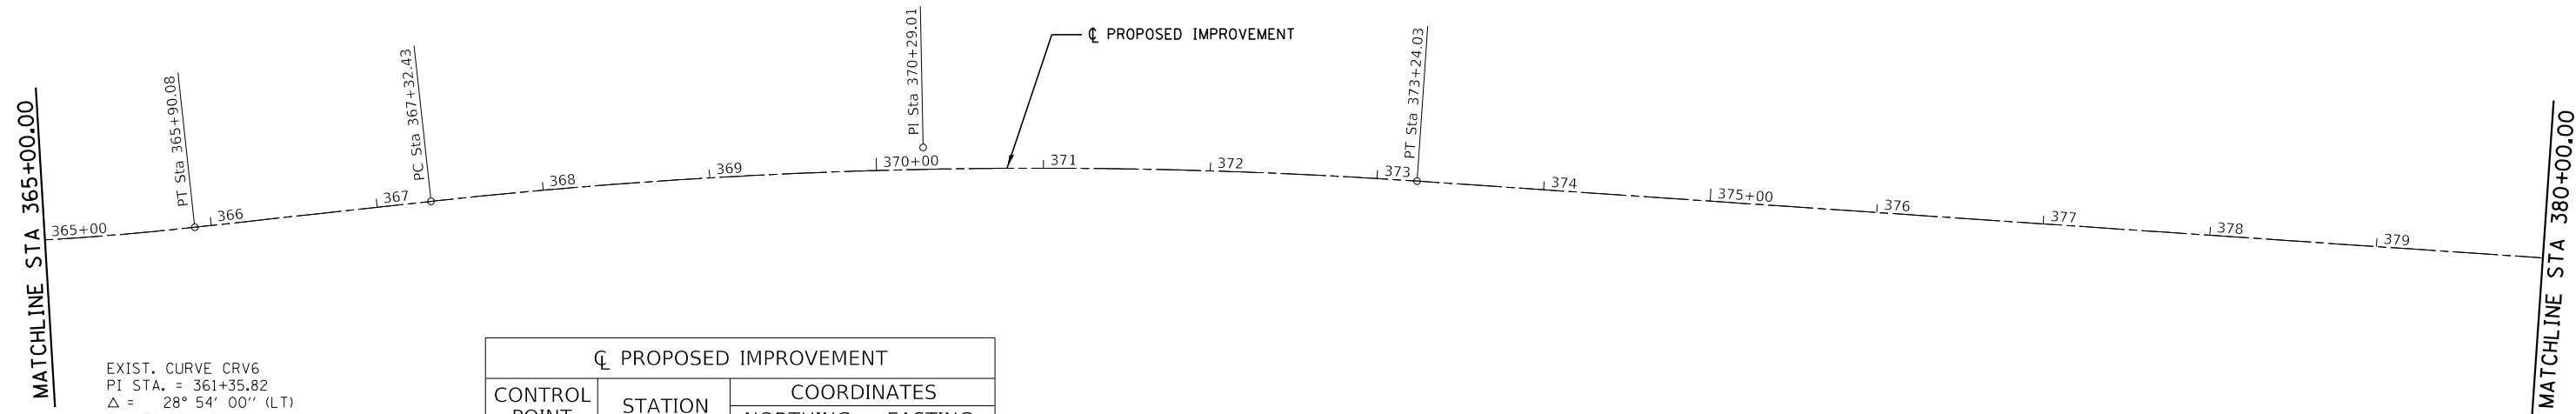 PT Sta 365+90.08
PC Sta 367+32.43
PI Sta 370+29.01
℄ PROPOSED IMPROVEMENT
PT Sta 373+24.03
MATCHLINE STA 365+00.00
365+00
366
367
368
369
370+00
371
372
373
374
375+00
376
377
378
379
MATCHLINE STA 380+00.00
EXIST. CURVE CRV6
PI STA. = 361+35.82
Δ = 28° 54' 00" (LT)
℄ PROPOSED IMPROVEMENT
CONTROL
POINT
STATION
COORDINATES
NORTHING EASTING